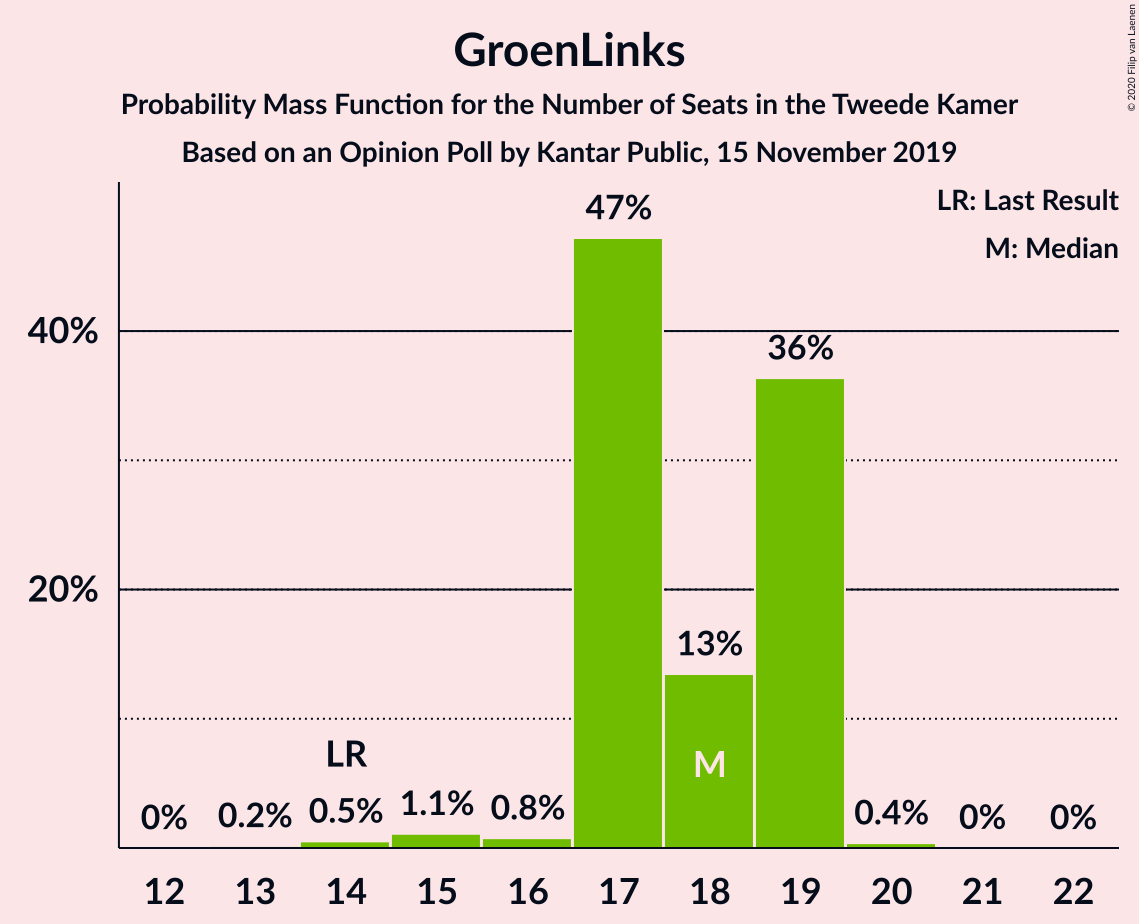 GroenLinks
Probability Mass Function for the Number of Seats in the Tweede Kamer
Based on an Opinion Poll by Kantar Public, 15 November 2019
© 2020 Filip van Laenen
LR: Last Result
M: Median
40%
20%
0%
0.2%
LR
0.5%
1.1%
0.8%
47%
13%
M
36%
0.4%
0%
0%
12 13 14 15 16 17 18 19 20 21 22